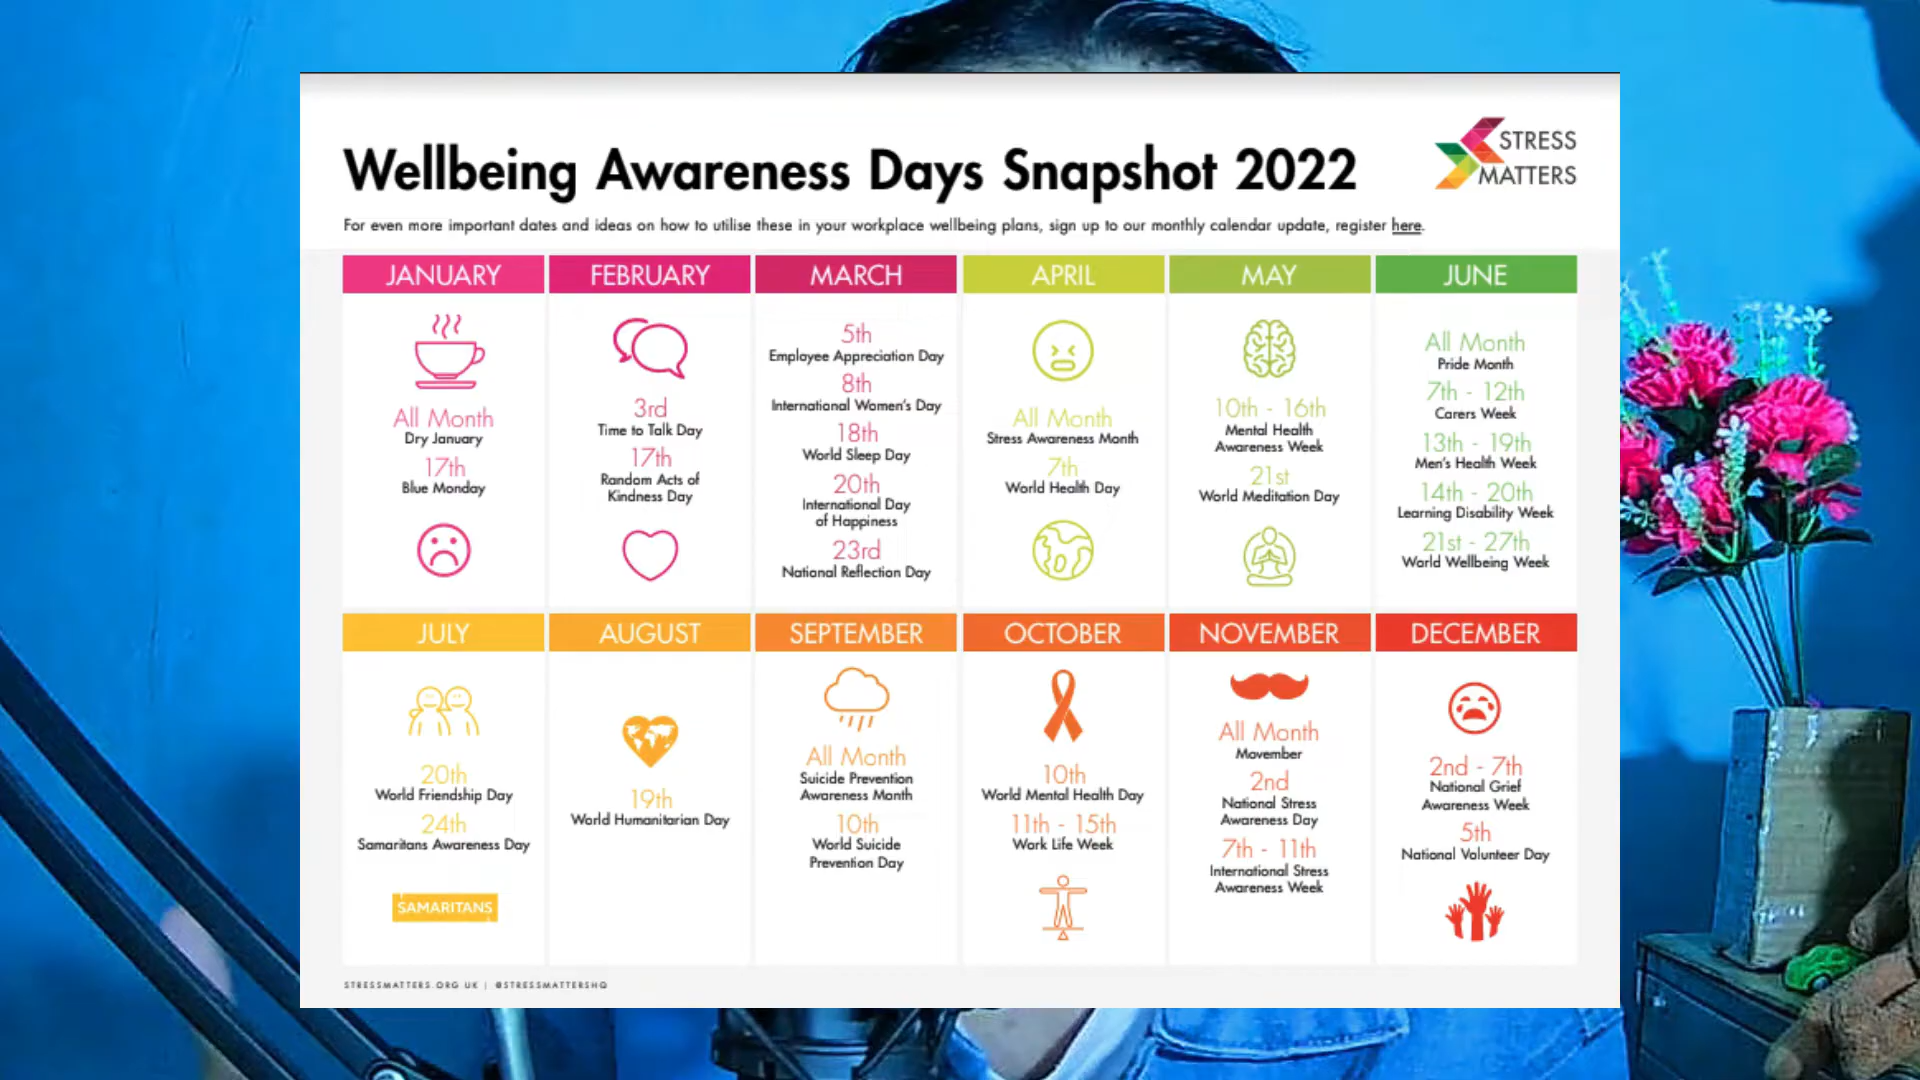 Wellbeing Awareness Days Snapshot 2022
STRESS
MATTERS
For even more important dates and ideas on how to utilise these in your workplace wellbeing plans, sign up to our monthly calendar update, register here.
JANUARY
All Month
Dry January
17th
Blue Monday
FEBRUARY
3rd
Time to Talk Day
17th
Random Acts of
Kindness Day
MARCH
5th
Employee Appreciation Day
8th
International Women's Day
18th
World Sleep Day
20th
International Day
of Happiness
23rd
National Reflection Day
APRIL
All Month
Stress Awareness Month
7th
World Health Day
MAY
10th - 16th
Mental Health
Awareness Week
21st
World Meditation Day
JUNE
All Month
Pride Month
7th - 12th
Carers Week
13th - 19th
Men's Health Week
14th - 20th
Learning Disability Week
21st - 27th
World Wellbeing Week
JULY
20th
World Friendship Day
24th
Samaritans Awareness Day
SAMARITANS
AUGUST
19th
World Humanitarian Day
SEPTEMBER
All Month
Suicide Prevention
Awareness Month
10th
World Suicide
Prevention Day
OCTOBER
10th
World Mental Health Day
11th - 15th
Work Life Week
NOVEMBER
All Month
Movember
2nd
National Stress
Awareness Day
7th - 11th
International Stress
Awareness Week
DECEMBER
2nd - 7th
National Grief
Awareness Week
5th
National Volunteer Day
STRESSMATTERS.ORG.UK | @STRESSMATTERSHQ